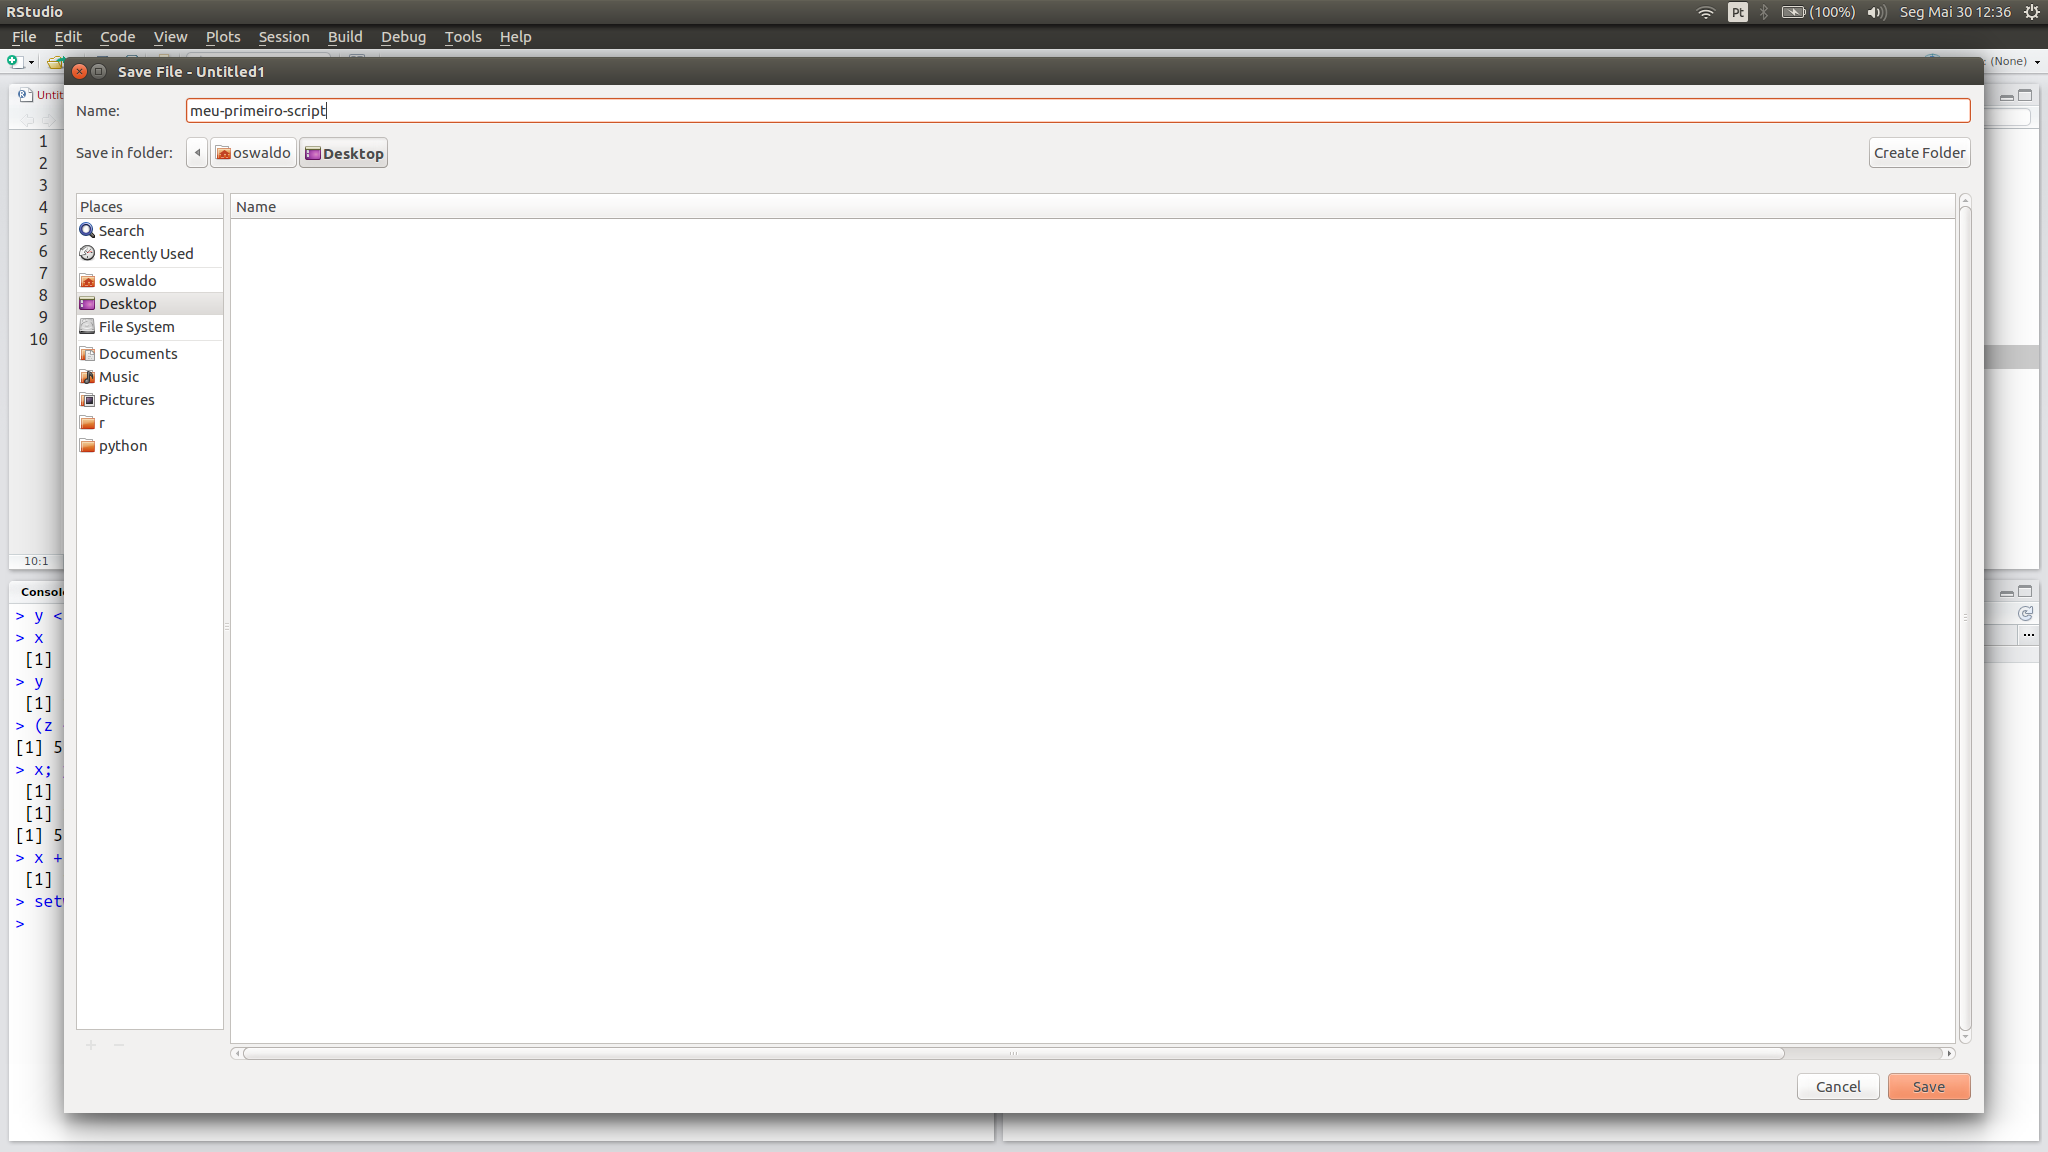 RStudio
Pt
(100%)
Seg Mai 30 12:36
File Edit Code View Plots Session Build Debug Tools Help
(None)
Save File - Untitled1
Name: meu-primeiro-script
Save in folder: oswaldo Desktop Create Folder
Places
Name
Search
Recently Used
oswaldo
Desktop
File System
Documents
Music
Pictures
r
python
Cancel Save
1
2
3
4
5
6
7
8
9
10
10:1
> y <
> x
[1]
> y
[1]
> (z
[1] 5
> x;
[1]
[1]
[1] 5
> x +
[1]
>